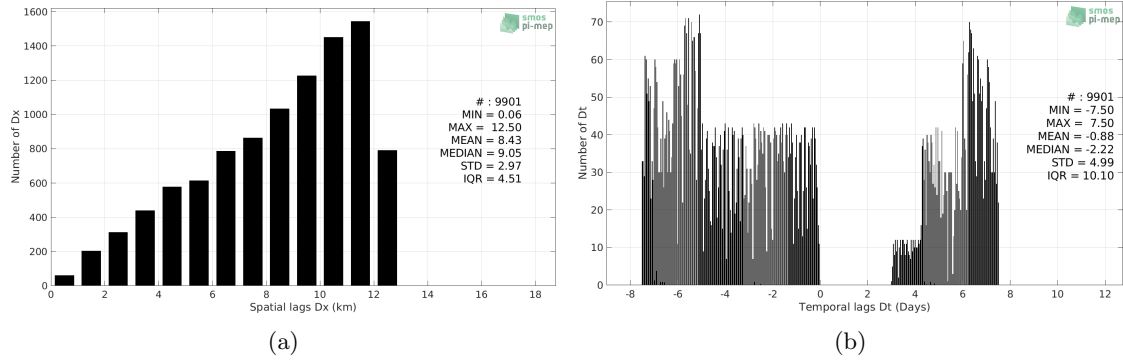 smos
pi-mep
1600
1400
1200
1000
800
600
400
200
0
Number of Dx
# : 9901
MIN = 0.06
MAX = 12.50
MEAN = 8.43
MEDIAN = 9.05
STD = 2.97
IQR = 4.51
0 2 4 6 8 10 12 14 16 18
Spatial lags Dx (km)
(a)
smos
pi-mep
70
60
50
40
30
20
10
0
Number of Dt
# : 9901
MIN = -7.50
MAX = 7.50
MEAN = -0.88
MEDIAN = -2.22
STD = 4.99
IQR = 10.10
-8 -6 -4 -2 0 2 4 6 8 10 12
Temporal lags Dt (Days)
(b)